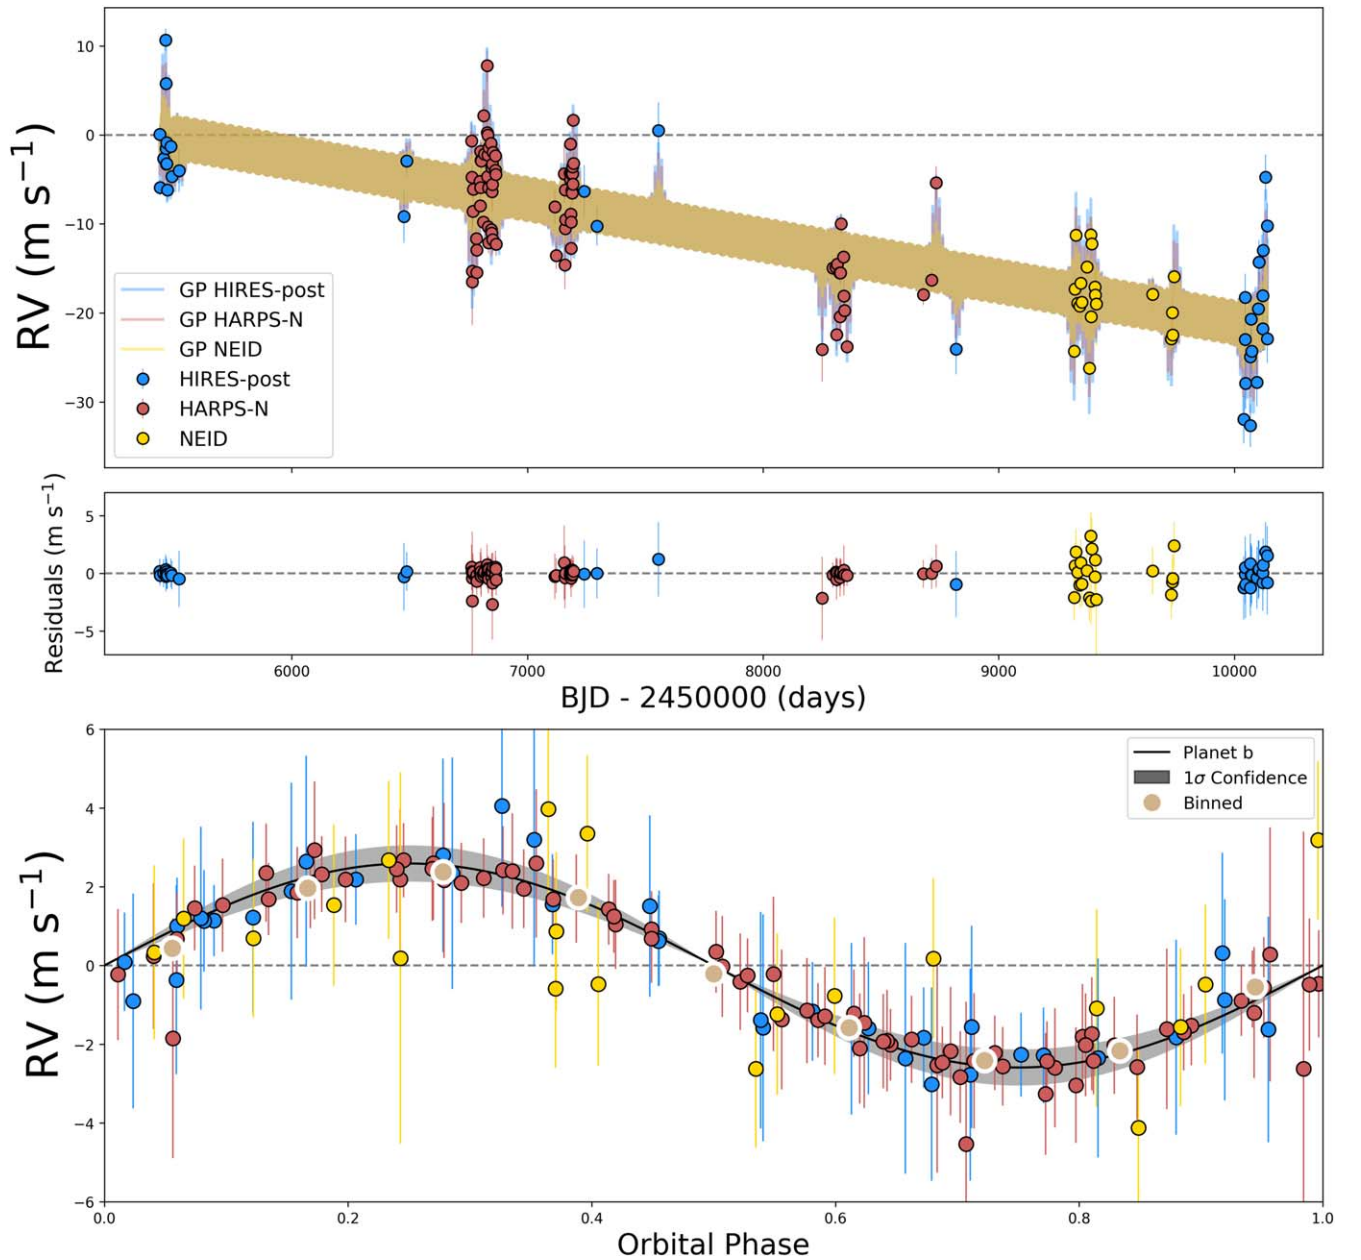 10
0
−10
−20
−30
RV (m s−1)
GP HIRES-post
GP HARPS-N
GP NEID
HIRES-post
HARPS-N
NEID
5
0
−5
Residuals (m s−1)
6000 7000 8000 9000 10000
BJD - 2450000 (days)
6
4
2
0
−2
−4
−6
RV (m s−1)
Planet b
1σ Confidence
Binned
0.0 0.2 0.4 0.6 0.8 1.0
Orbital Phase